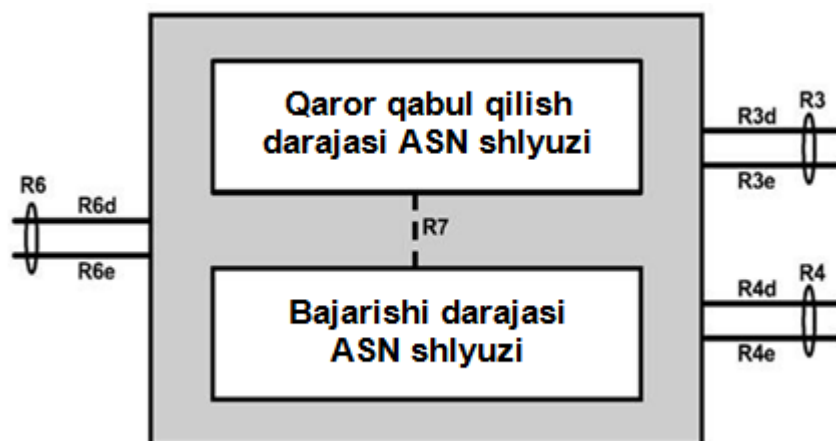 Qaror qabul qilish
darajasi ASN shlyuzi
R3
R3d
R3e
R6
R6d
R6e
R7
Bajarishi darajasi
ASN shlyuzi
R4
R4d
R4e